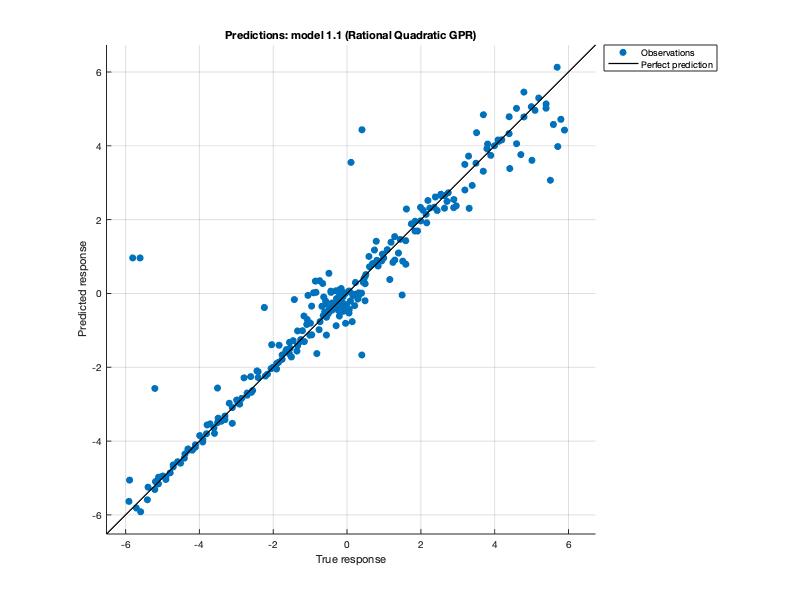 Predictions: model 1.1 (Rational Quadratic GPR)
Observations
Perfect prediction
6
4
2
0
-2
-4
-6
Predicted response
-6 -4 -2 0 2 4 6
True response